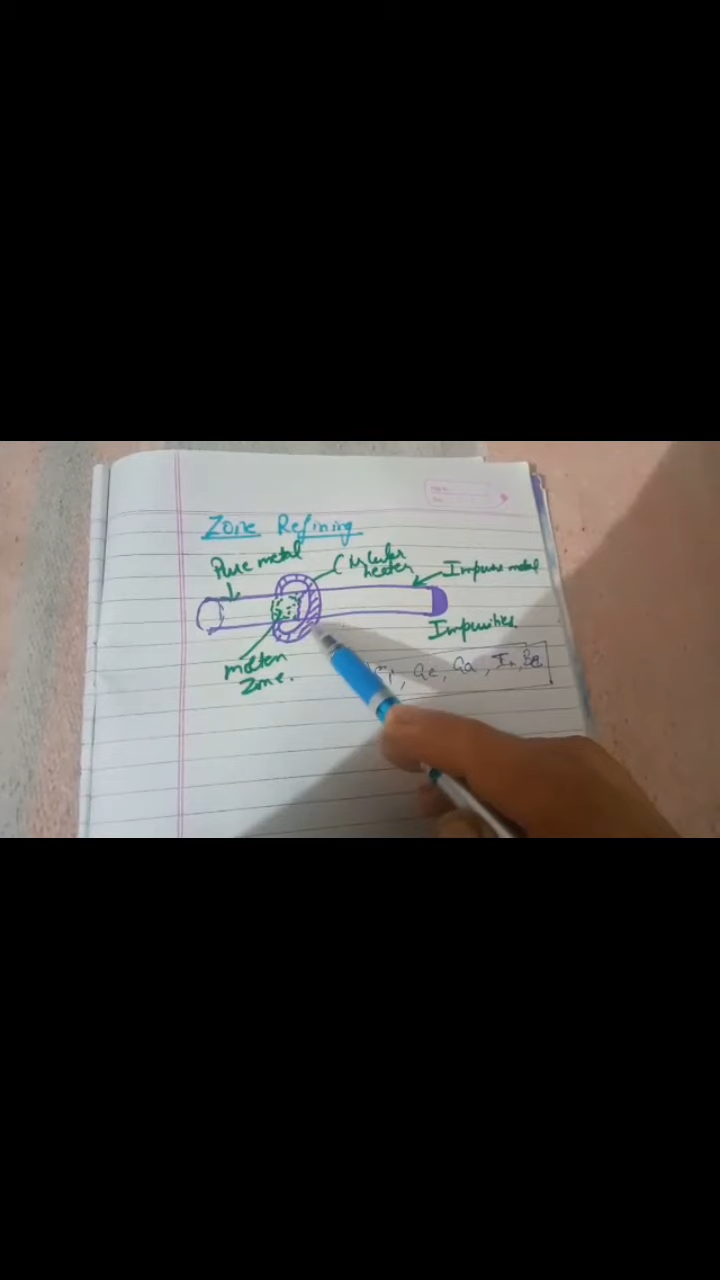 Zone Refining
Pure metal
Circular
heater
Impure metal
Impurities.
molten
zone.
, Ge, Ga, In,